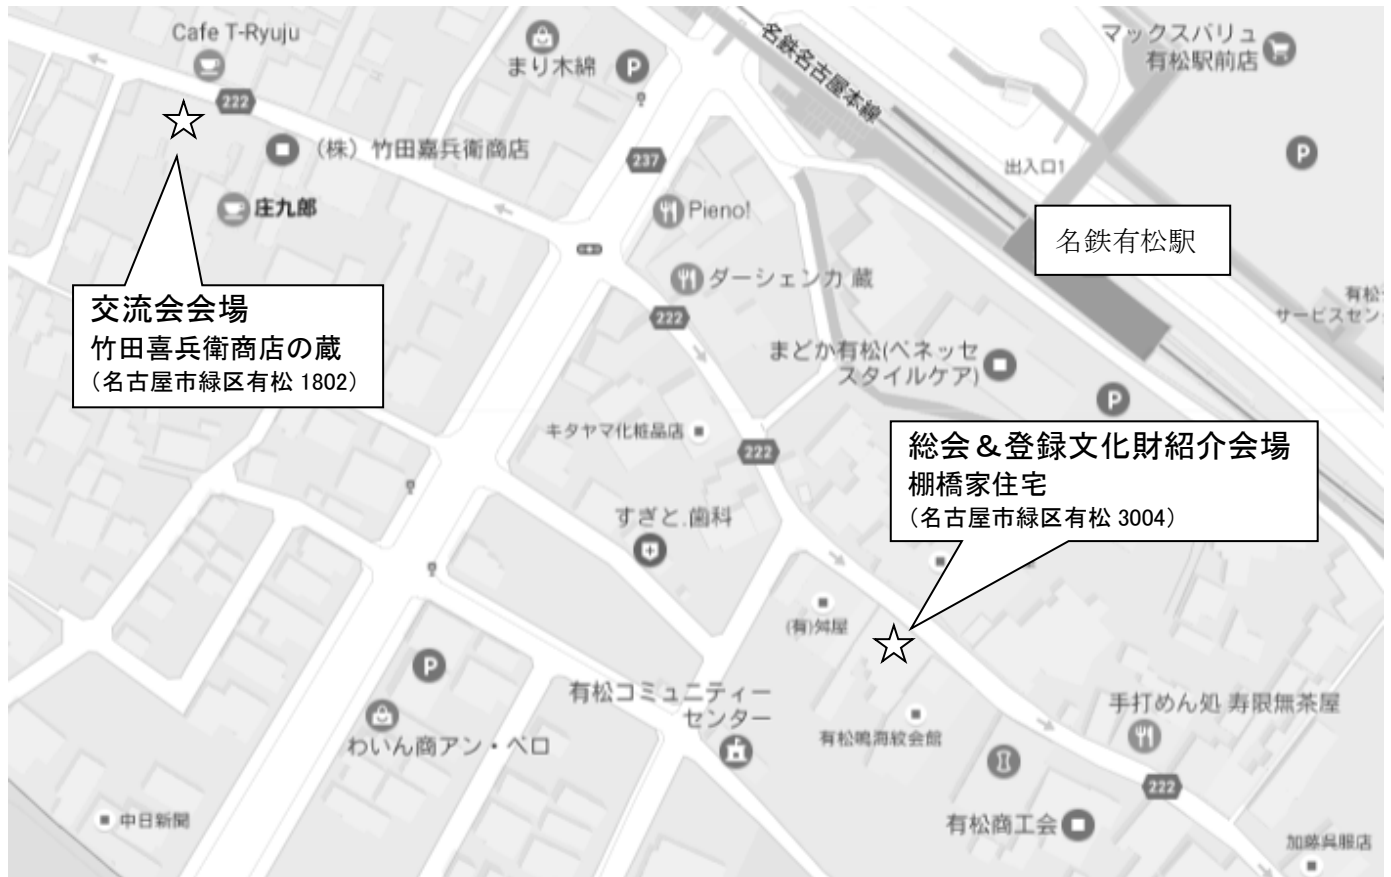 Cafe T-Ryuju
まり木綿
P
名鉄名古屋本線
マックスバリュ
有松駅前店
222
(株) 竹田嘉兵衛商店
237
出入口1
P
庄九郎
Pieno!
名鉄有松駅
ダーシェンカ 蔵
交流会会場
竹田喜兵衛商店の蔵
(名古屋市緑区有松 1802)
222
サービスセン
まどか有松(ベネッセ
スタイルケア)
P
キタヤマ化粧品店
222
総会&登録文化財紹介会場
棚橋家住宅
(名古屋市緑区有松 3004)
すぎと.歯科
(有)舛屋
P
有松コミュニティー
センター
わいん商アン・ベロ
有松鳴海絞会館
手打めん処 寿限無茶屋
222
中日新聞
有松商工会
加藤呉服店